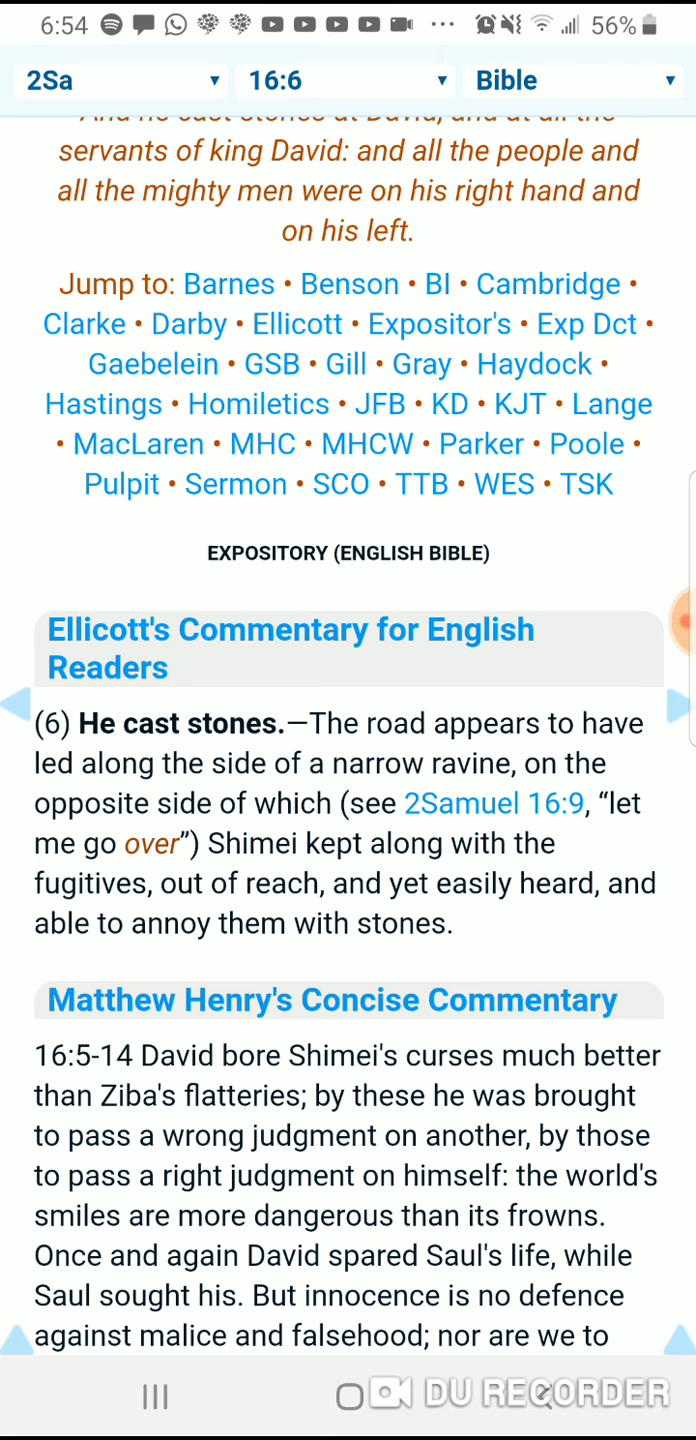 6:54 56%
2Sa 16:6 Bible
And he cast stones at David, and at all the
servants of king David: and all the people and
all the mighty men were on his right hand and
on his left.
Jump to: Barnes • Benson • BI • Cambridge •
Clarke • Darby • Ellicott • Expositor's • Exp Dct •
Gaebelein • GSB • Gill • Gray • Haydock •
Hastings • Homiletics • JFB • KD • KJT • Lange
• MacLaren • MHC • MHCW • Parker • Poole •
Pulpit • Sermon • SCO • TTB • WES • TSK
EXPOSITORY (ENGLISH BIBLE)
Ellicott's Commentary for English
Readers
(6) He cast stones.—The road appears to have
led along the side of a narrow ravine, on the
opposite side of which (see 2Samuel 16:9, “let
me go over”) Shimei kept along with the
fugitives, out of reach, and yet easily heard, and
able to annoy them with stones.
Matthew Henry's Concise Commentary
16:5-14 David bore Shimei's curses much better
than Ziba's flatteries; by these he was brought
to pass a wrong judgment on another, by those
to pass a right judgment on himself: the world's
smiles are more dangerous than its frowns.
Once and again David spared Saul's life, while
Saul sought his. But innocence is no defence
against malice and falsehood; nor are we to
DU RECORDER